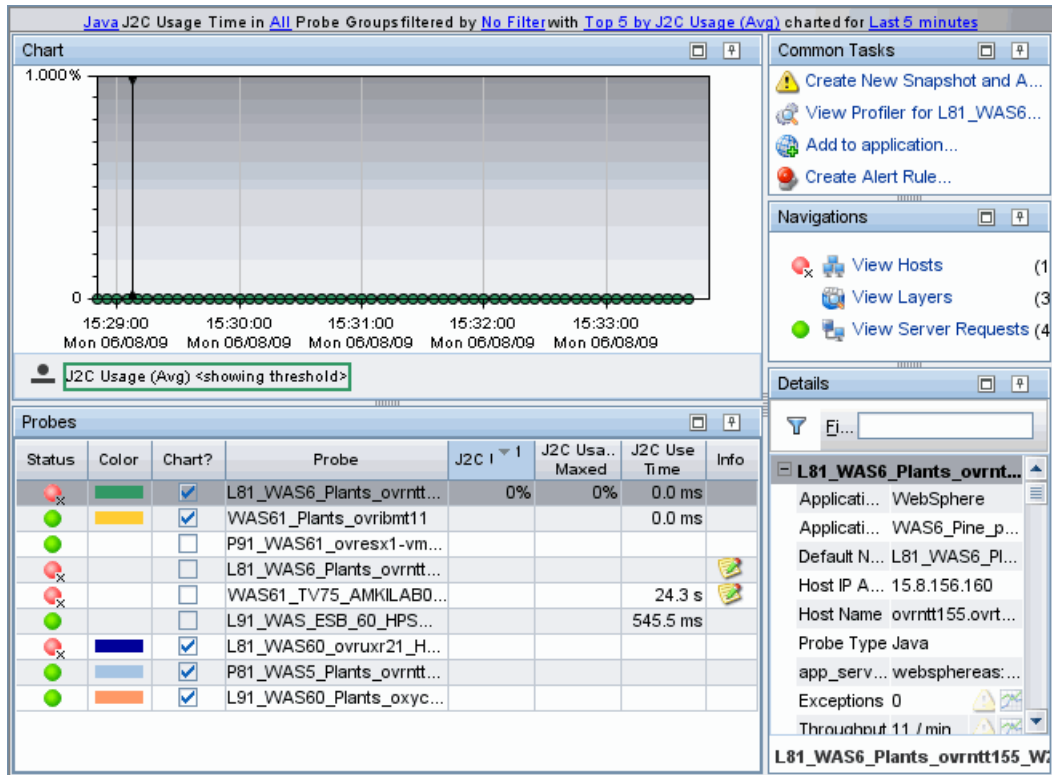 Java J2C Usage Time in All Probe Groups filtered by No Filter with Top 5 by J2C Usage (Avg) charted for Last 5 minutes
Chart
1.000%
0
15:29:00 15:30:00 15:31:00 15:32:00 15:33:00
Mon 06/08/09 Mon 06/08/09 Mon 06/08/09 Mon 06/08/09 Mon 06/08/09
J2C Usage (Avg) <showing threshold>
Probes
Status Color Chart? Probe J2C I 1 J2C Usa.. Maxed J2C Use Time Info
L81_WAS6_Plants_ovrntt... 0% 0% 0.0 ms
WAS61_Plants_ovribmt11 0.0 ms
P91_WAS61_ovresx1-vm...
L81_WAS6_Plants_ovrntt...
WAS61_TV75_AMKILAB0... 24.3 s
L91_WAS_ESB_60_HPS... 545.5 ms
L81_WAS60_ovruxr21_H...
P81_WAS5_Plants_ovrntt...
L91_WAS60_Plants_oxyc...
Common Tasks
Create New Snapshot and A...
View Profiler for L81_WAS6...
Add to application...
Create Alert Rule...
Navigations
View Hosts (1
View Layers (3
View Server Requests (4
Details
Fi...
L81_WAS6_Plants_ovrnt...
Applicati... WebSphere
Applicati... WAS6_Pine_p...
Default N... L81_WAS6_Pl...
Host IP A... 15.8.156.160
Host Name ovrntt155.ovrt...
Probe Type Java
app_serv... websphereas:...
Exceptions 0
Throughput 11 / min
L81_WAS6_Plants_ovrntt155_W2